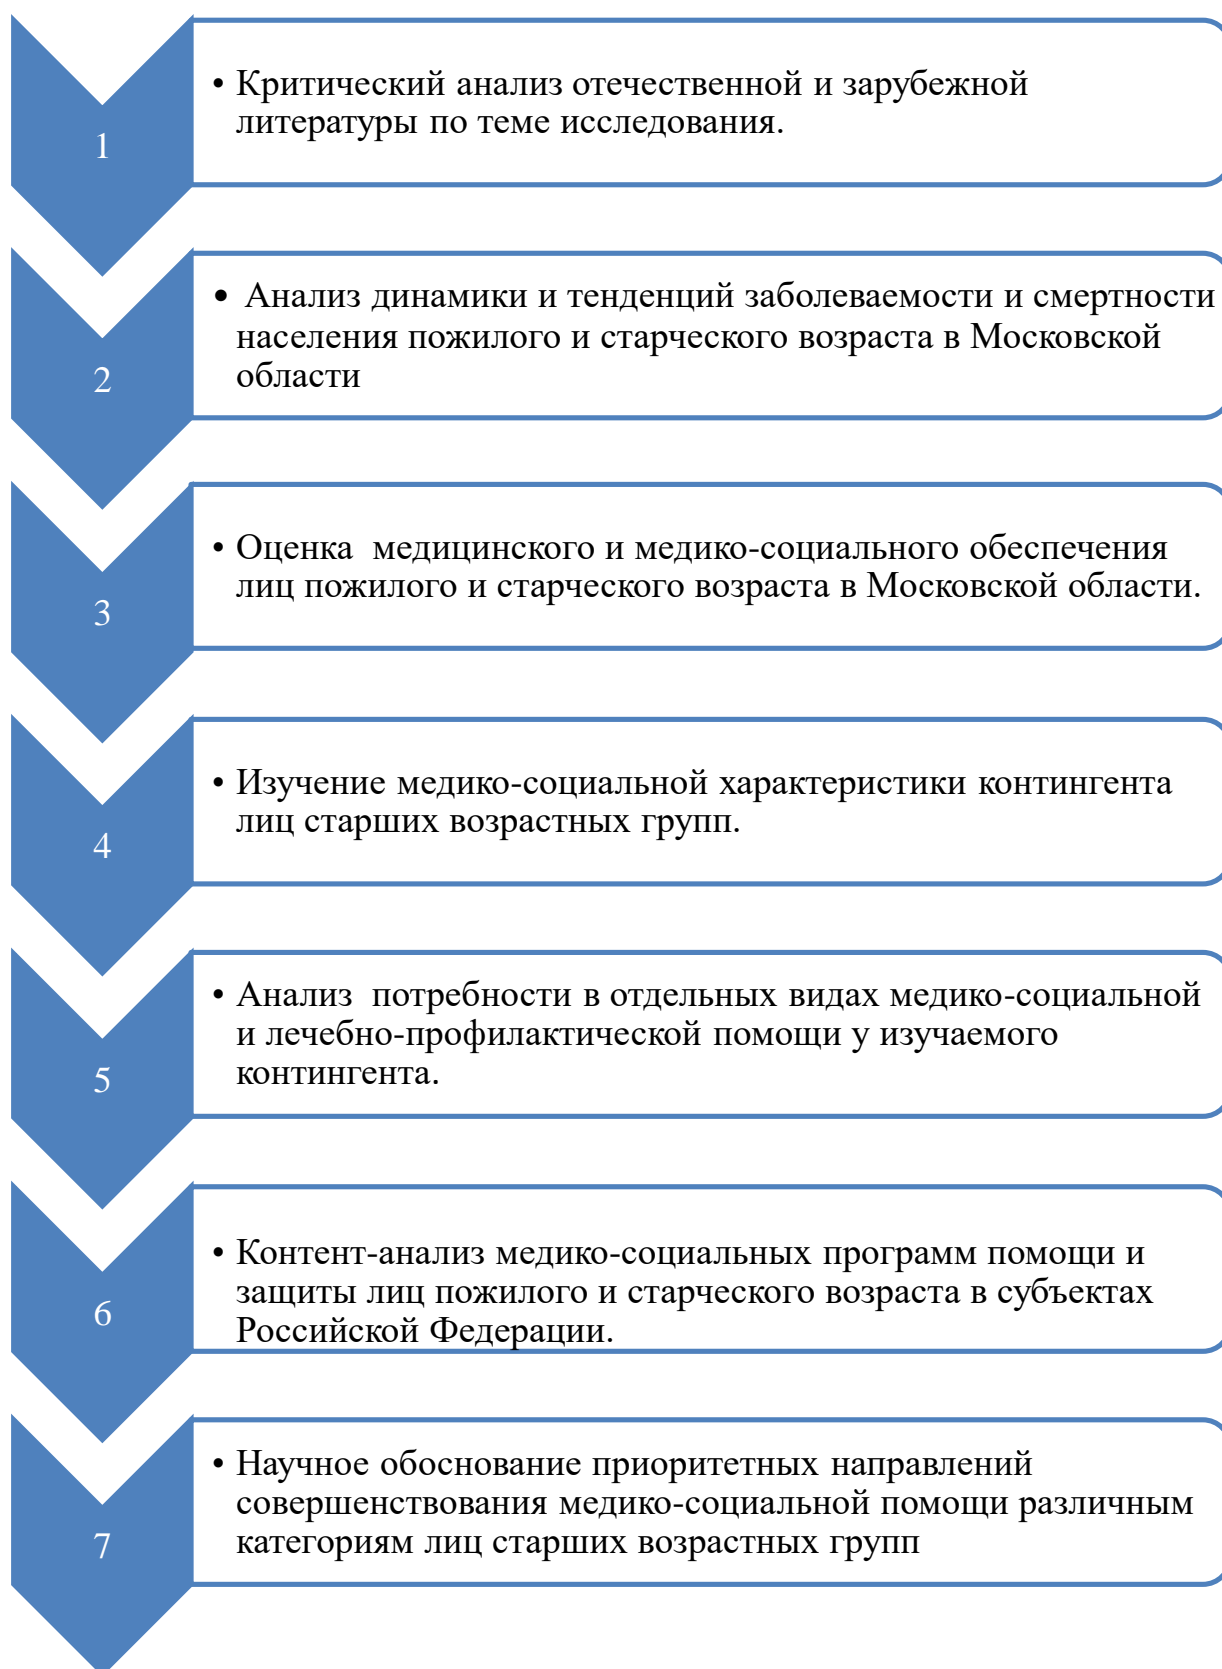 1
• Критический анализ отечественной и зарубежной
литературы по теме исследования.
2
• Анализ динамики и тенденций заболеваемости и смертности
населения пожилого и старческого возраста в Московской
области
3
• Оценка  медицинского и медико-социального обеспечения
лиц пожилого и старческого возраста в Московской области.
4
• Изучение медико-социальной характеристики контингента
лиц старших возрастных групп.
5
• Анализ  потребности в отдельных видах медико-социальной
и лечебно-профилактической помощи у изучаемого
контингента.
6
• Контент-анализ медико-социальных программ помощи и
защиты лиц пожилого и старческого возраста в субъектах
Российской Федерации.
7
• Научное обоснование приоритетных направлений
совершенствования медико-социальной помощи различным
категориям лиц старших возрастных групп